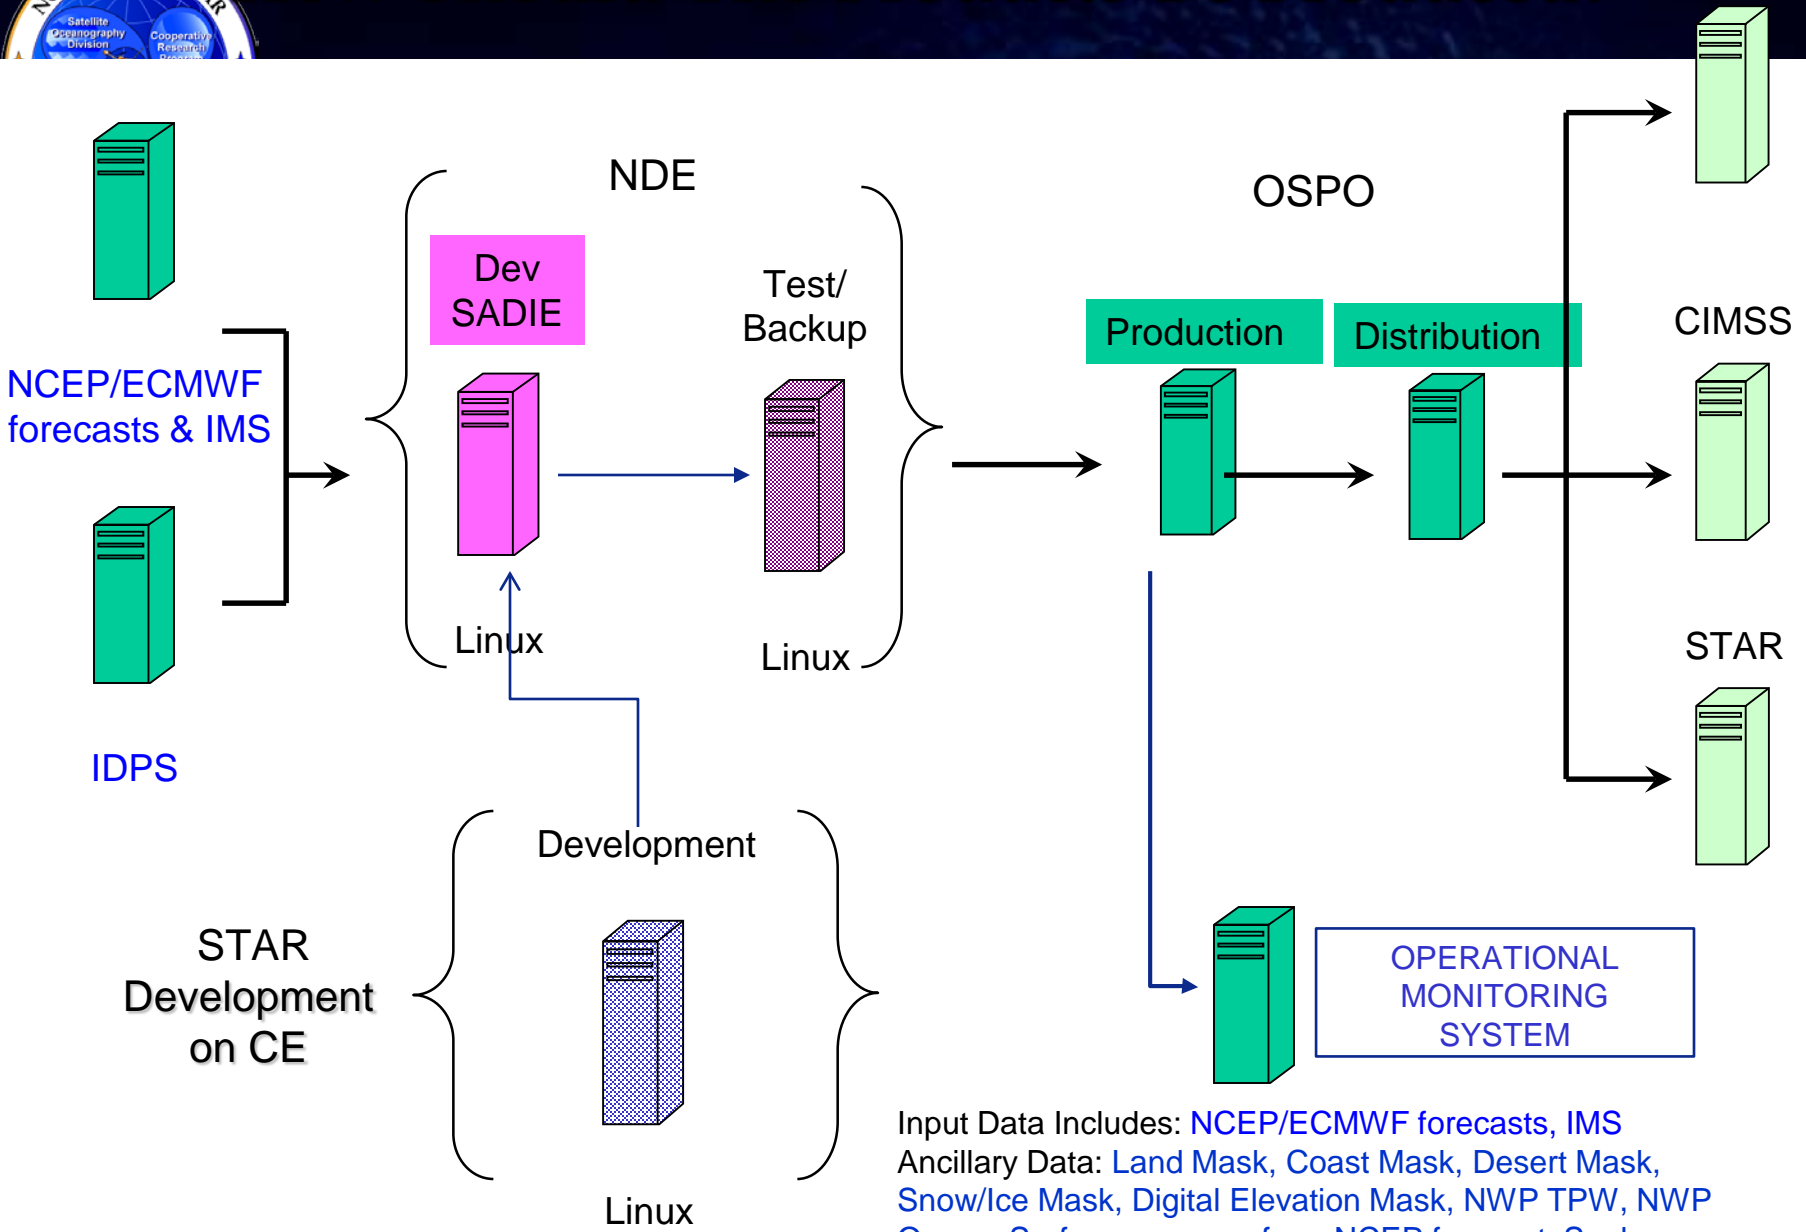 Satellite
Oceanography
Division
Cooperative
Research
Program
NDE
OSPO
Dev
SADIE
Test/
Backup
Production
Distribution
CIMSS
NCEP/ECMWF
forecasts & IMS
Linux
Linux
STAR
IDPS
Development
STAR
Development
on CE
OPERATIONAL
MONITORING
SYSTEM
Linux
Input Data Includes: NCEP/ECMWF forecasts, IMS
Ancillary Data: Land Mask, Coast Mask, Desert Mask,
Snow/Ice Mask, Digital Elevation Mask, NWP TPW, NWP